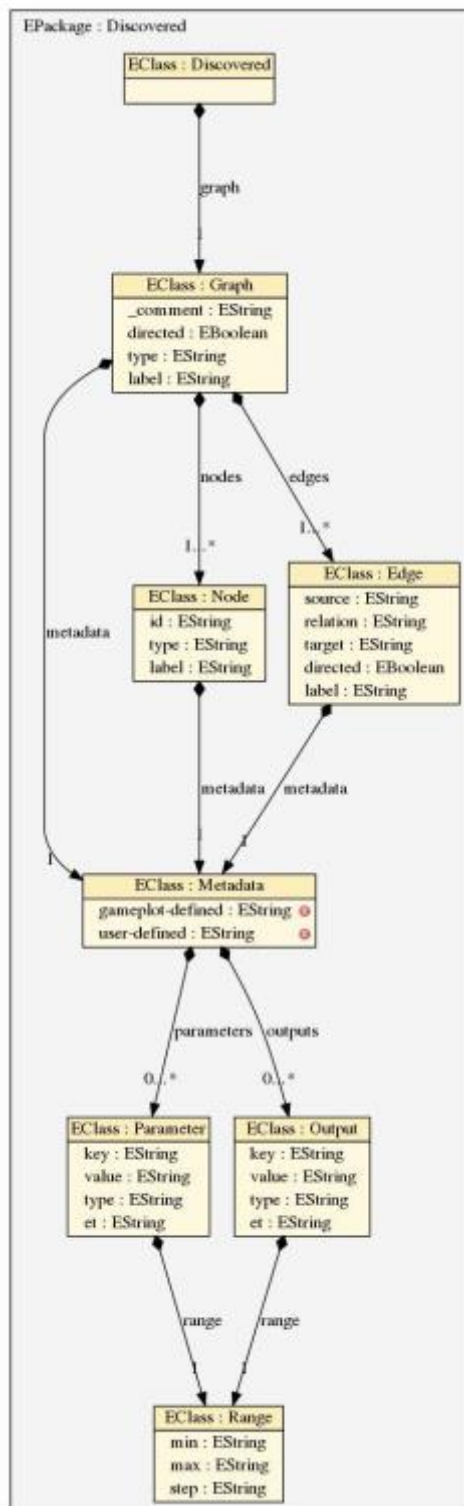 EPackage : Discovered
EClass : Discovered
graph
1
EClass : Graph
_comment : EString
directed : EBoolean
type : EString
label : EString
nodes
edges
1...*
1...*
metadata
EClass : Node
id : EString
type : EString
label : EString
EClass : Edge
source : EString
relation : EString
target : EString
directed : EBoolean
label : EString
metadata
metadata
1
1
1
EClass : Metadata
gameplot-defined : EString
user-defined : EString
parameters
outputs
0...*
0...*
EClass : Parameter
key : EString
value : EString
type : EString
et : EString
EClass : Output
key : EString
value : EString
type : EString
et : EString
range
range
1
1
EClass : Range
min : EString
max : EString
step : EString